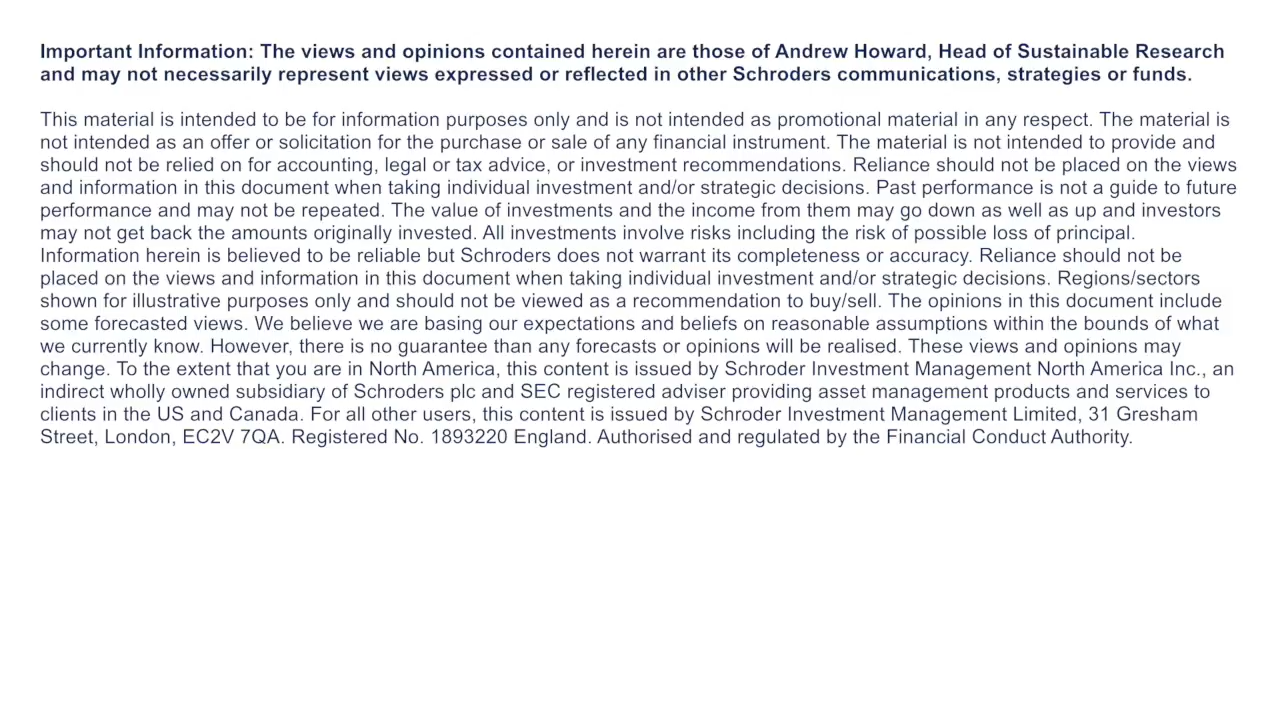 Important Information: The views and opinions contained herein are those of Andrew Howard, Head of Sustainable Research
and may not necessarily represent views expressed or reflected in other Schroders communications, strategies or funds.
This material is intended to be for information purposes only and is not intended as promotional material in any respect. The material is
not intended as an offer or solicitation for the purchase or sale of any financial instrument. The material is not intended to provide and
should not be relied on for accounting, legal or tax advice, or investment recommendations. Reliance should not be placed on the views
and information in this document when taking individual investment and/or strategic decisions. Past performance is not a guide to future
performance and may not be repeated. The value of investments and the income from them may go down as well as up and investors
may not get back the amounts originally invested. All investments involve risks including the risk of possible loss of principal.
Information herein is believed to be reliable but Schroders does not warrant its completeness or accuracy. Reliance should not be
placed on the views and information in this document when taking individual investment and/or strategic decisions. Regions/sectors
shown for illustrative purposes only and should not be viewed as a recommendation to buy/sell. The opinions in this document include
some forecasted views. We believe we are basing our expectations and beliefs on reasonable assumptions within the bounds of what
we currently know. However, there is no guarantee than any forecasts or opinions will be realised. These views and opinions may
change. To the extent that you are in North America, this content is issued by Schroder Investment Management North America Inc., an
indirect wholly owned subsidiary of Schroders plc and SEC registered adviser providing asset management products and services to
clients in the US and Canada. For all other users, this content is issued by Schroder Investment Management Limited, 31 Gresham
Street, London, EC2V 7QA. Registered No. 1893220 England. Authorised and regulated by the Financial Conduct Authority.